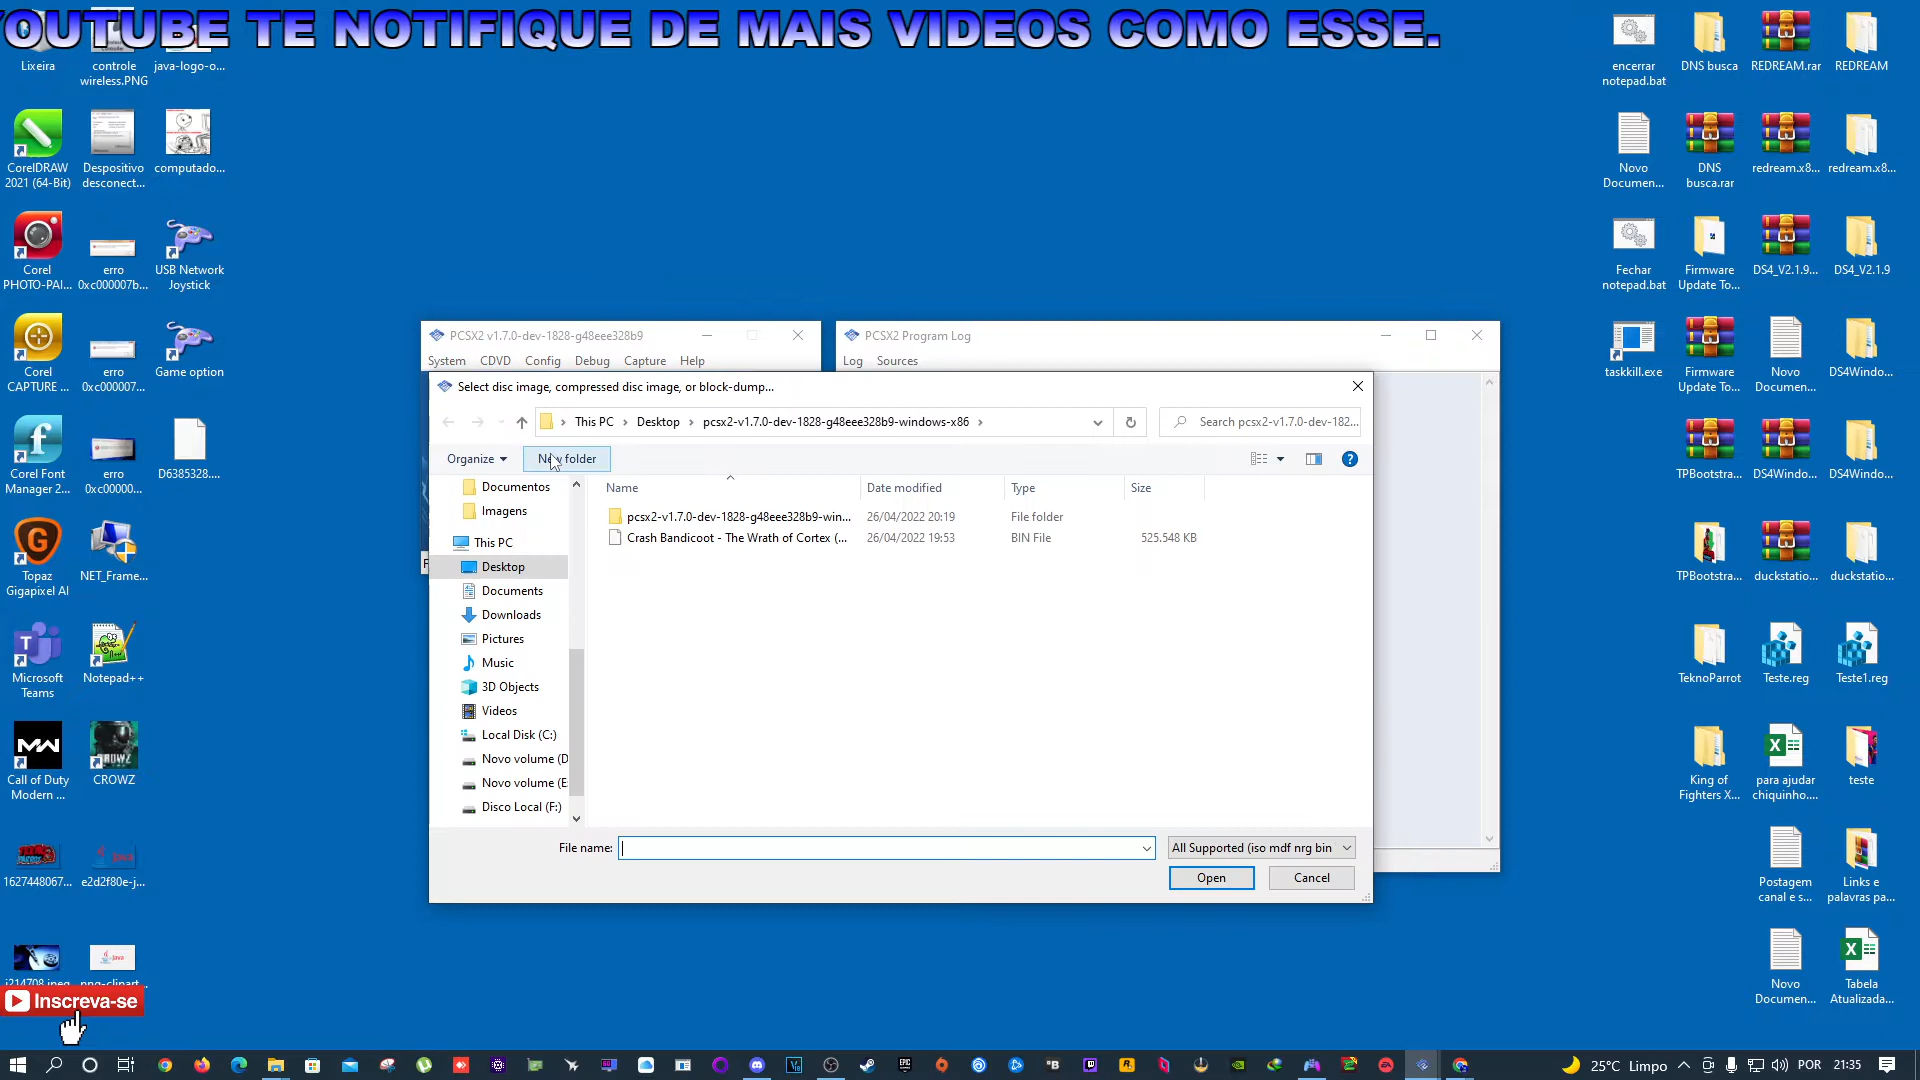 YOUTUBE TE NOTIFIQUE DE MAIS VIDEOS COMO ESSE.
Lixeira
controle wireless.PNG
java-logo-o...
CorelDRAW 2021 (64-Bit)
Despositivo desconect...
computado...
Corel PHOTO-PAI...
erro 0xc000007b...
USB Network Joystick
Corel CAPTURE ...
erro 0xc000007...
Game option
Corel Font Manager 2...
erro 0xc00000...
D6385328....
Topaz Gigapixel AI
NET_Frame...
Microsoft Teams
Notepad++
Call of Duty Modern ...
CROWZ
1627448067...
e2d2f80e-j...
i214708.jpeg
png-clipart...
Inscreva-se
PCSX2 v1.7.0-dev-1828-g48eee328b9
System CDVD Config Debug Capture Help
PCSX2 Program Log
Log Sources
Select disc image, compressed disc image, or block-dump...
This PC > Desktop > pcsx2-v1.7.0-dev-1828-g48eee328b9-windows-x86 >
Search pcsx2-v1.7.0-dev-182...
Organize
New folder
Documentos
Imagens
This PC
Desktop
Documents
Downloads
Pictures
Music
3D Objects
Videos
Local Disk (C:)
Novo volume (D
Novo volume (E
Disco Local (F:)
Name Date modified Type Size
pcsx2-v1.7.0-dev-1828-g48eee328b9-win... 26/04/2022 20:19 File folder
Crash Bandicoot - The Wrath of Cortex (... 26/04/2022 19:53 BIN File 525.548 KB
File name:
All Supported (iso mdf nrg bin
Open
Cancel
encerrar notepad.bat
DNS busca
REDREAM.rar
REDREAM
Novo Documen...
DNS busca.rar
redream.x8...
redream.x8...
Fechar notepad.bat
Firmware Update To...
DS4_V2.1.9...
DS4_V2.1.9
taskkill.exe
Firmware Update To...
Novo Documen...
DS4Windo...
TPBootstra...
DS4Windo...
DS4Windo...
TPBootstra...
duckstatio...
duckstatio...
TeknoParrot
Teste.reg
Teste1.reg
King of Fighters X...
para ajudar chiquinho....
teste
Postagem canal e s...
Links e palavras pa...
Novo Documen...
Tabela Atualizada...
25°C Limpo
POR
21:35